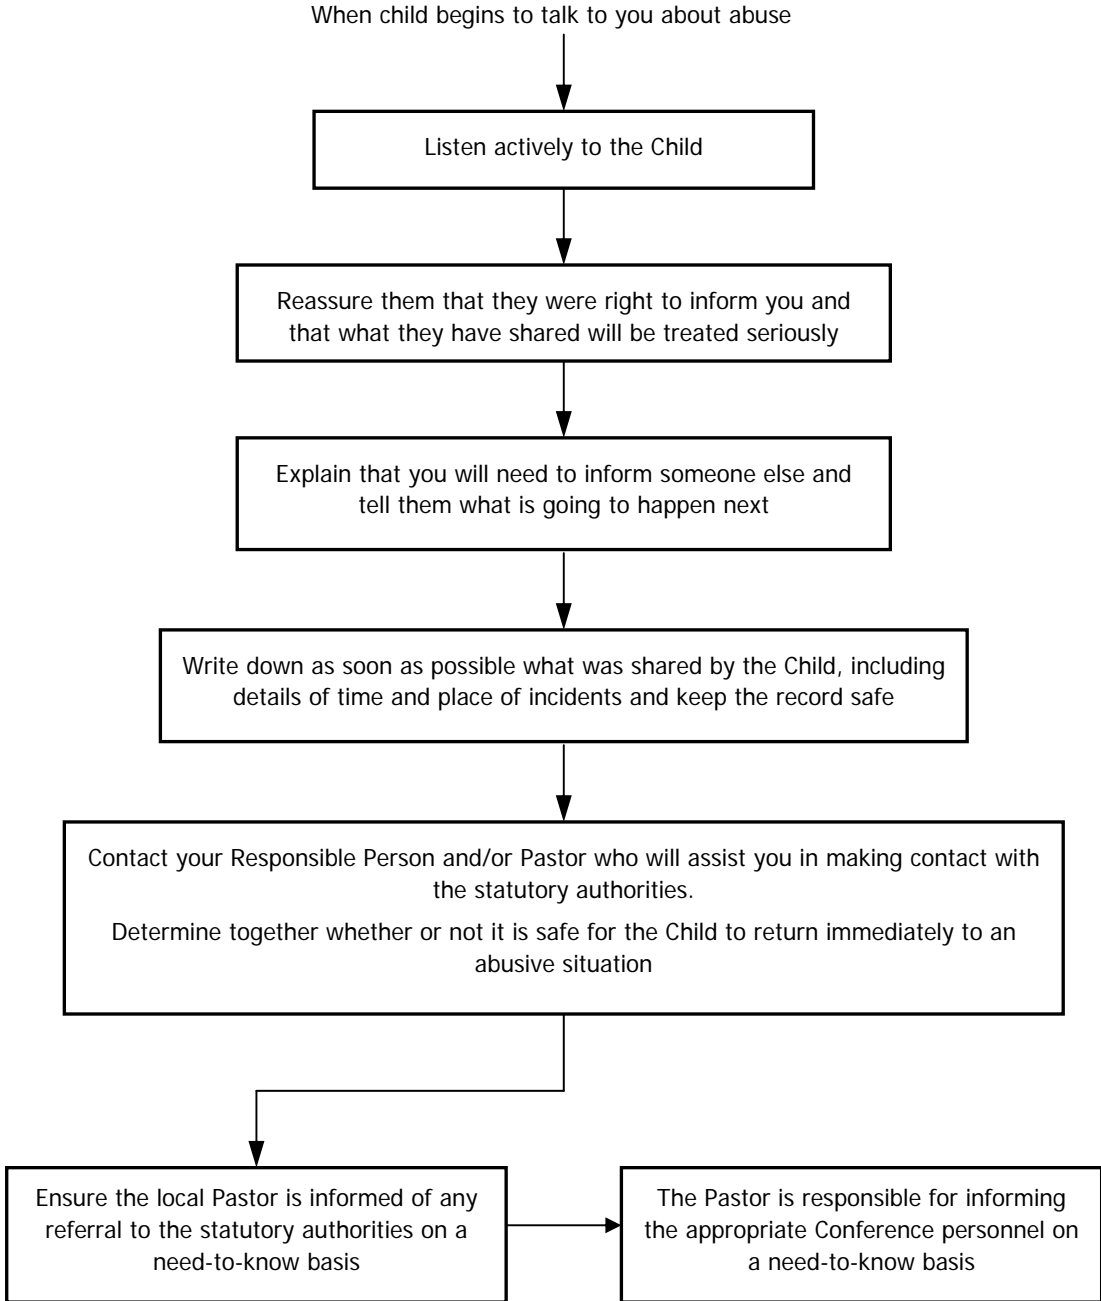 When child begins to talk to you about abuse
Listen actively to the Child
Reassure them that they were right to inform you and
that what they have shared will be treated seriously
Explain that you will need to inform someone else and
tell them what is going to happen next
Write down as soon as possible what was shared by the Child, including
details of time and place of incidents and keep the record safe
Contact your Responsible Person and/or Pastor who will assist you in making contact with
the statutory authorities.
Determine together whether or not it is safe for the Child to return immediately to an
abusive situation
Ensure the local Pastor is informed of any
referral to the statutory authorities on a
need-to-know basis
The Pastor is responsible for informing
the appropriate Conference personnel on
a need-to-know basis